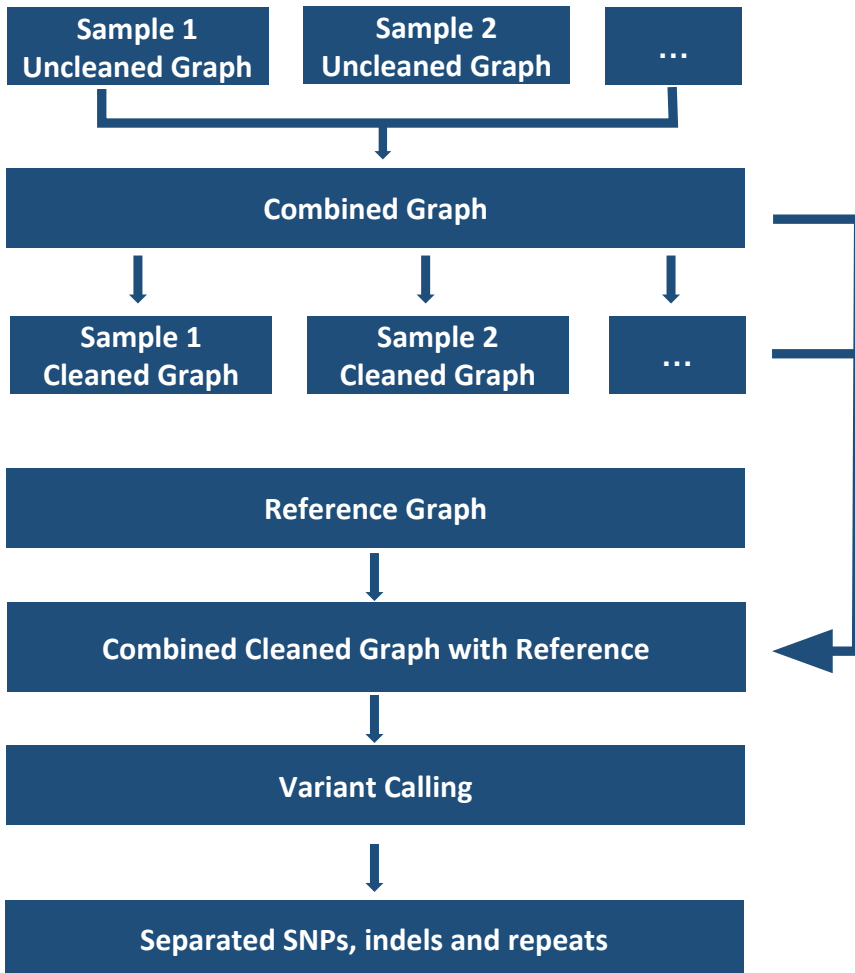 Sample 1
Uncleaned Graph
Sample 2
Uncleaned Graph
...
Combined Graph
Sample 1
Cleaned Graph
Sample 2
Cleaned Graph
...
Reference Graph
Combined Cleaned Graph with Reference
Variant Calling
Separated SNPs, indels and repeats